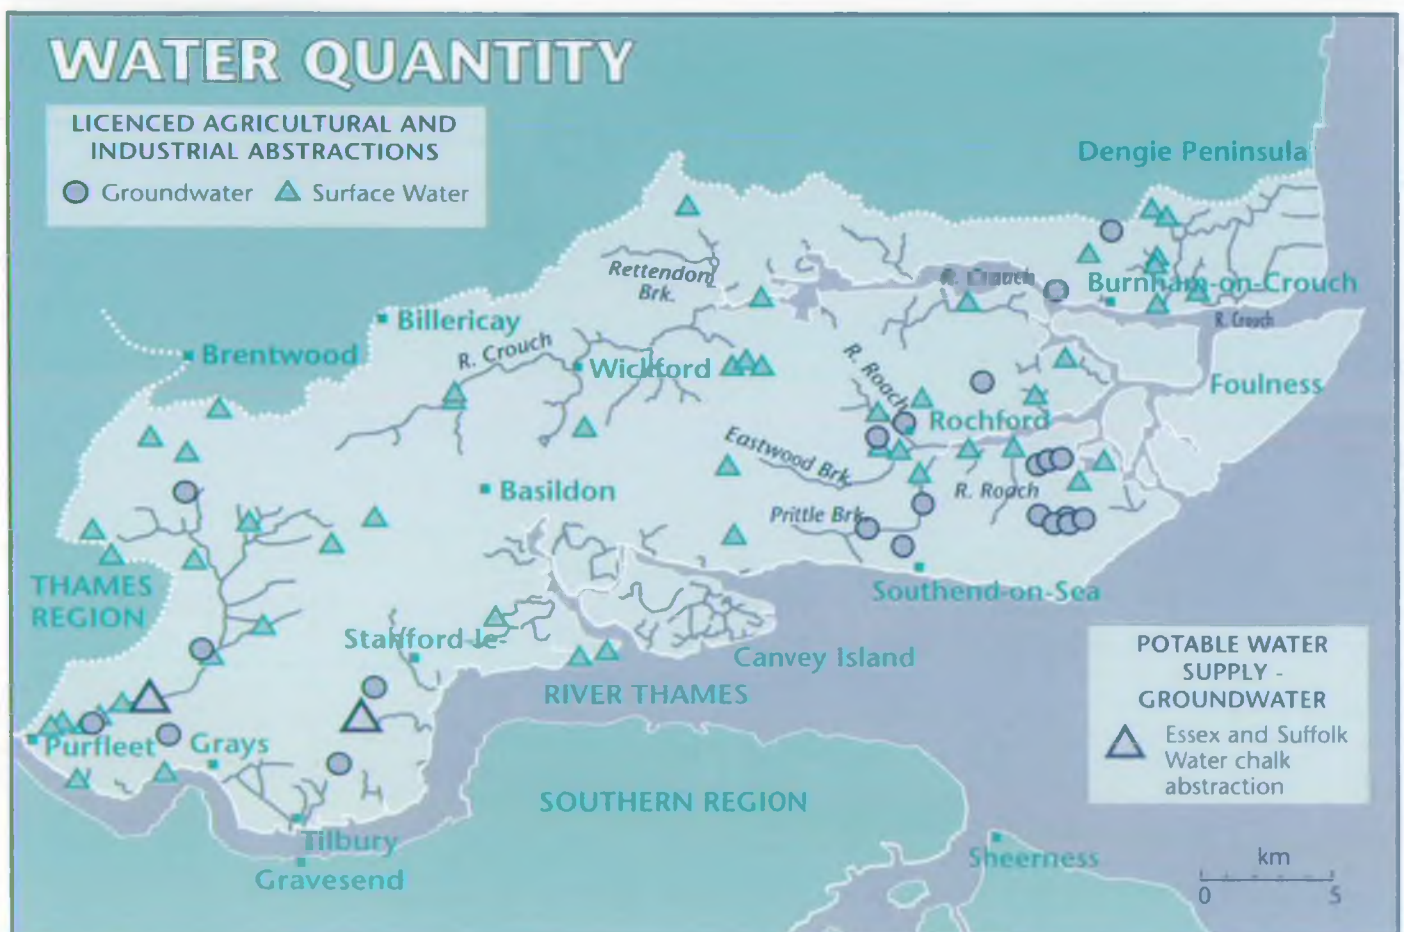 WATER QUANTITY
LICENCED AGRICULTURAL AND
INDUSTRIAL ABSTRACTIONS
Groundwater
Surface Water
Dengie Peninsula
Rettendon
Brk.
R. Crouch
Burnham-on-Crouch
R. Crouch
Billericay
Brentwood
R. Crouch
Wickford
R. Roach
Foulness
Rochford
Eastwood Brk.
Basildon
R. Roach
Prittle Brk.
THAMES
REGION
Southend-on-Sea
Stanford-le-
Canvey Island
RIVER THAMES
POTABLE WATER
SUPPLY -
GROUNDWATER
Essex and Suffolk
Water chalk
abstraction
Purfleet
Grays
SOUTHERN REGION
Tilbury
Gravesend
Sheerness
km
0
5